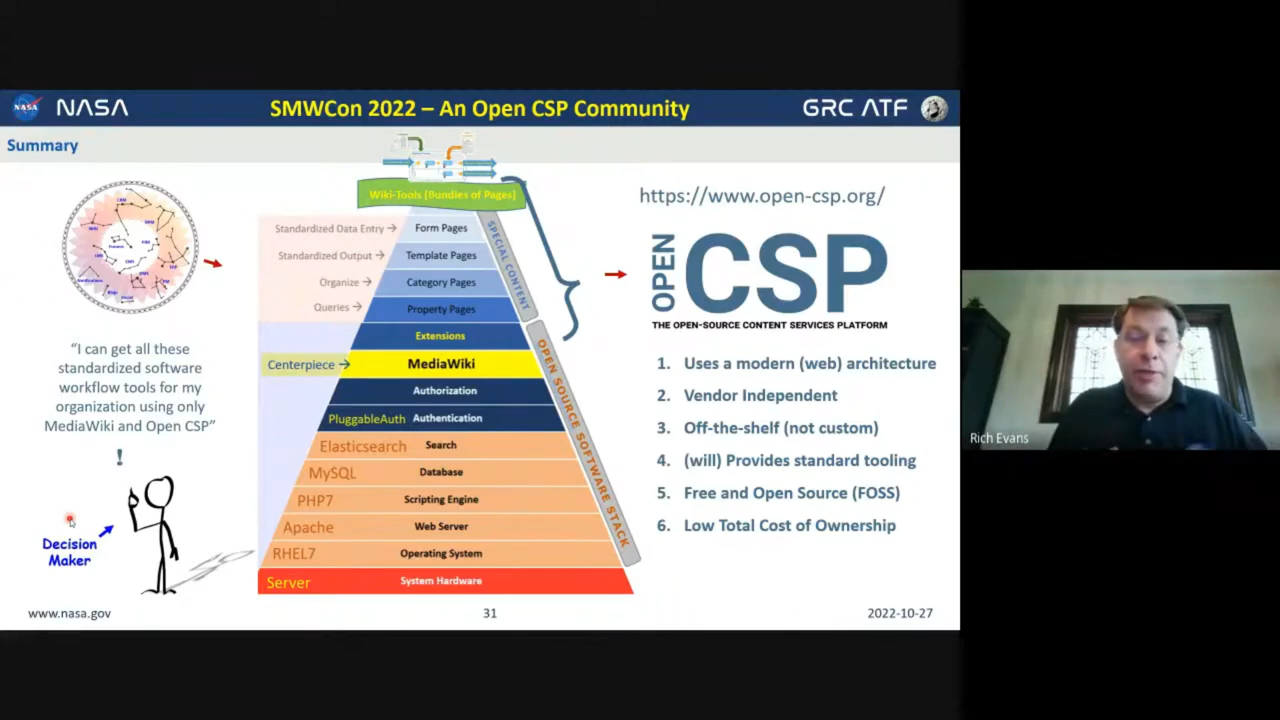 NASA
SMWCon 2022 – An Open CSP Community
GRC ATF
Summary
Wiki-Tools [Bundles of Pages]
Standardized Data Entry → Form Pages
Standardized Output → Template Pages
Organize → Category Pages
Queries → Property Pages
Extensions
Centerpiece → MediaWiki
Authorization
PluggableAuth Authentication
Elasticsearch Search
MySQL Database
PHP7 Scripting Engine
Apache Web Server
RHEL7 Operating System
Server System Hardware
SPECIAL CONTENT
OPEN SOURCE SOFTWARE STACK
“I can get all these
standardized software
workflow tools for my
organization using only
MediaWiki and Open CSP”
!
Decision
Maker
https://www.open-csp.org/
OPEN CSP
THE OPEN-SOURCE CONTENT SERVICES PLATFORM
1. Uses a modern (web) architecture
2. Vendor Independent
3. Off-the-shelf (not custom)
4. (will) Provides standard tooling
5. Free and Open Source (FOSS)
6. Low Total Cost of Ownership
www.nasa.gov
31
2022-10-27
Rich Evans